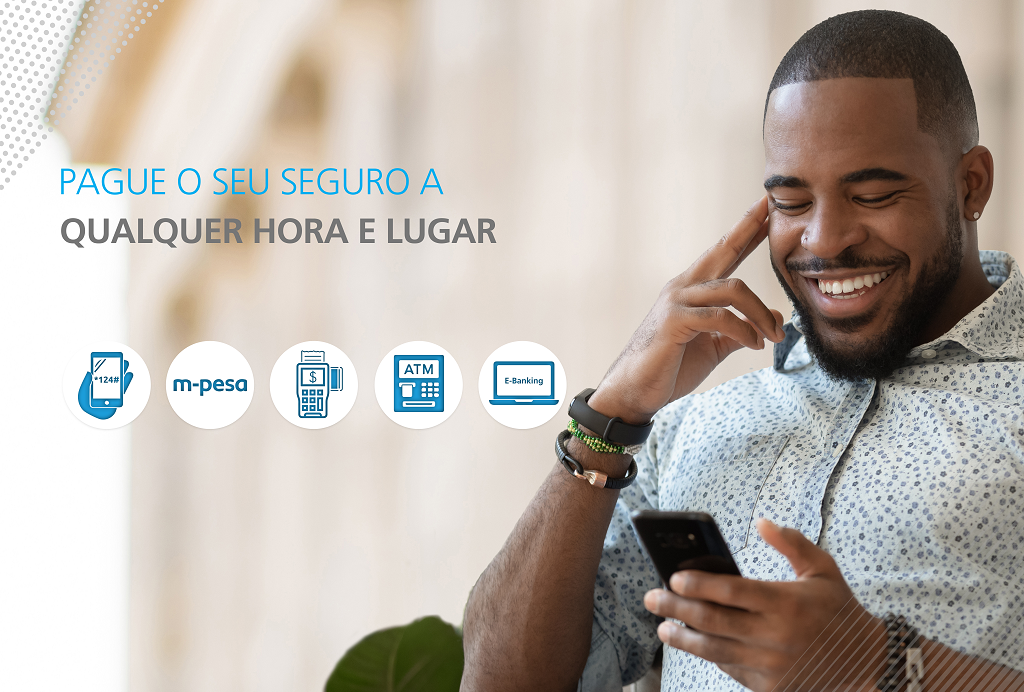 PAGUE O SEU SEGURO A
QUALQUER HORA E LUGAR
*124#
m-pesa
$
ATM
E-Banking